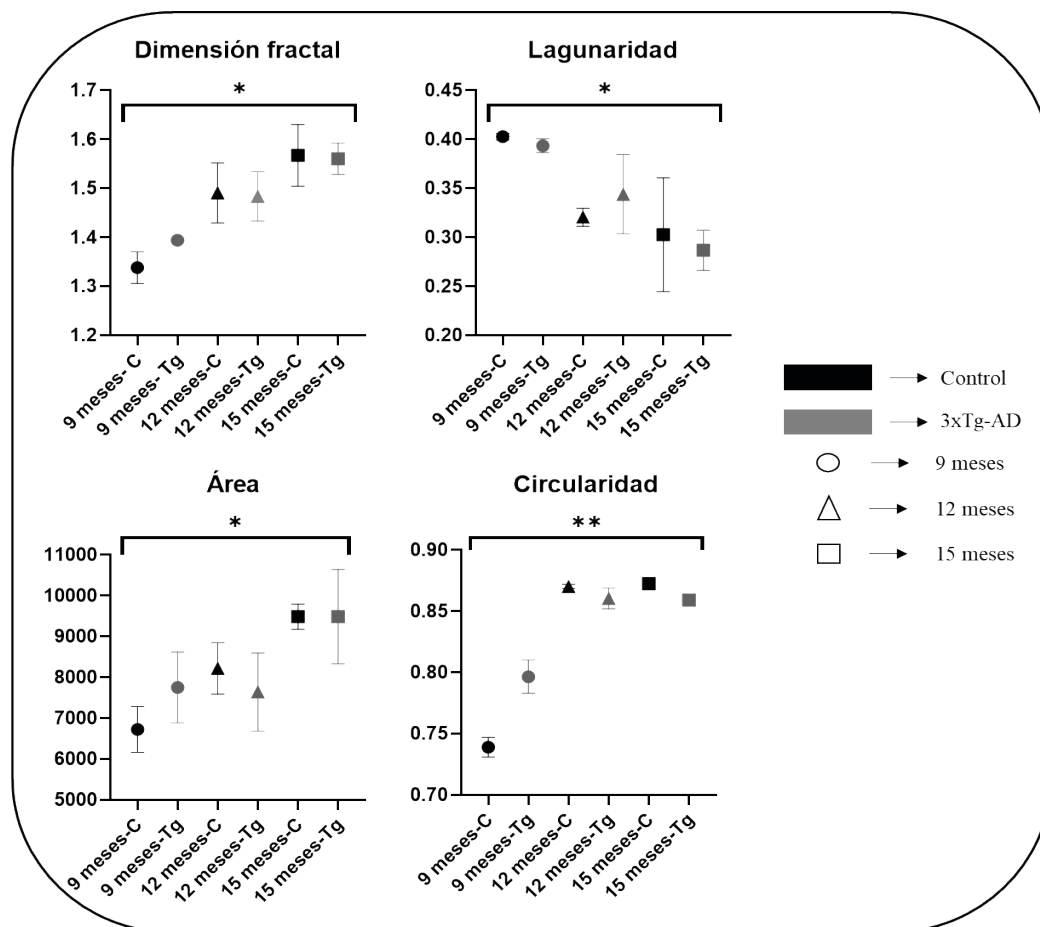 Dimensión fractal
*
1.7
1.6
1.5
1.4
1.3
1.2
9 meses- C
9 meses- Tg
12 meses-C
12 meses-Tg
15 meses-C
15 meses-Tg
Lagunaridad
*
0.45
0.40
0.35
0.30
0.25
0.20
9 meses-C
9 meses-Tg
12 meses-C
12 meses-Tg
15 meses-C
15 meses-Tg
Control
3xTg-AD
9 meses
12 meses
15 meses
Área
*
11000
10000
9000
8000
7000
6000
5000
9 meses-C
9 meses-Tg
12 meses-C
12 meses-Tg
15 meses-C
15 meses-Tg
Circularidad
**
0.90
0.85
0.80
0.75
0.70
9 meses-C
9 meses-Tg
12 meses-C
12 meses-Tg
15 meses-C
15 meses-Tg